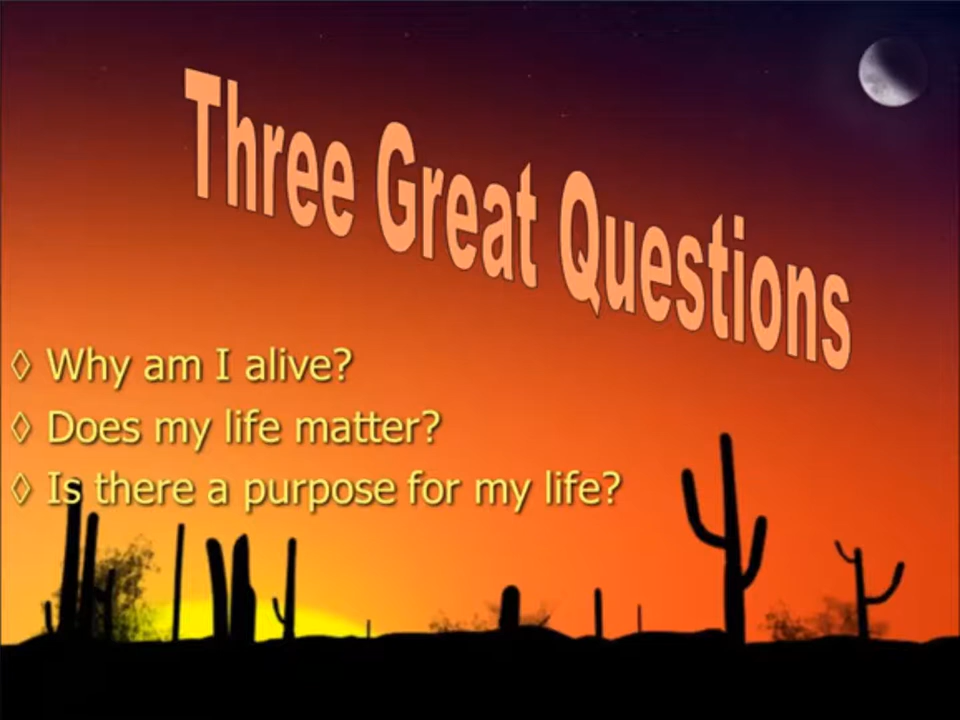 Three Great Questions
◊ Why am I alive?
◊ Does my life matter?
◊ Is there a purpose for my life?